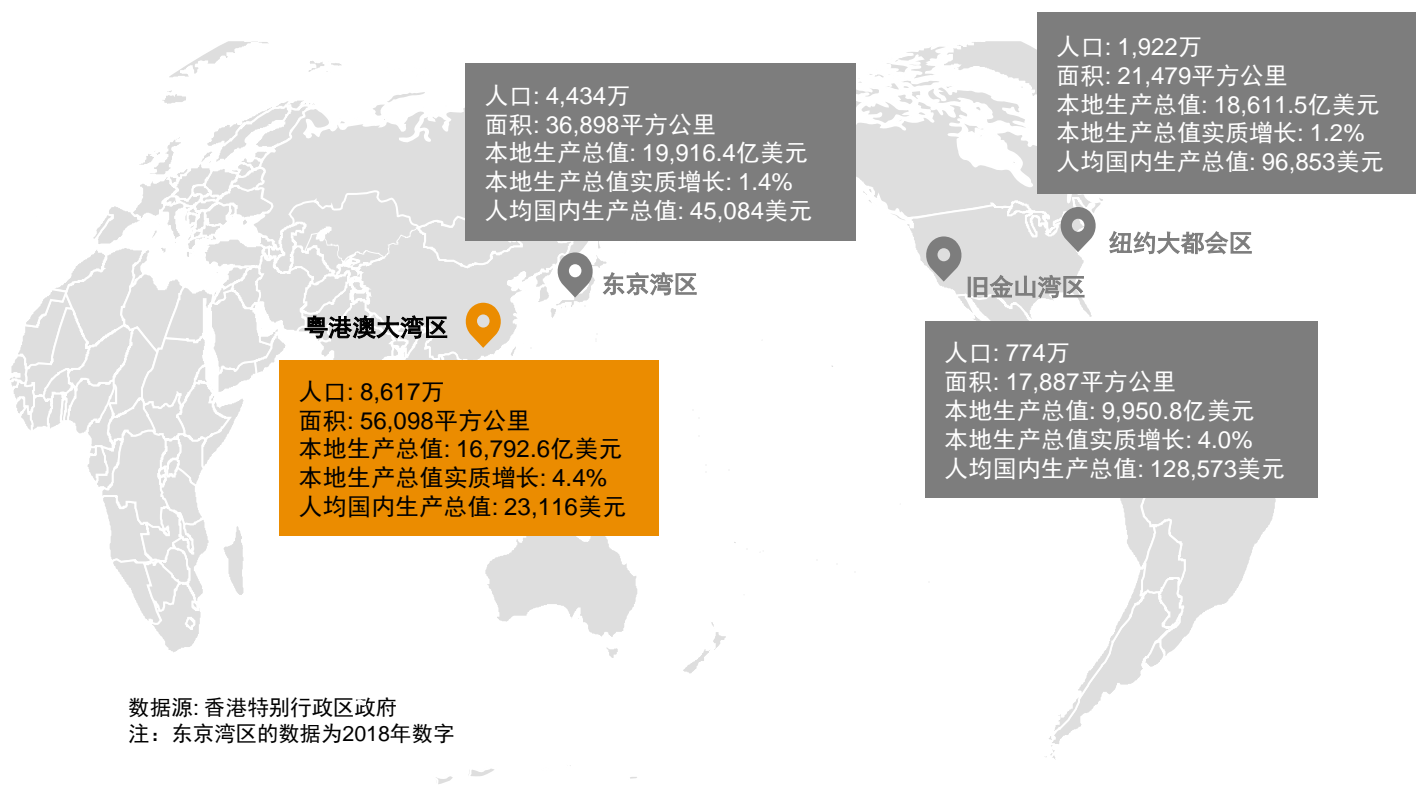 人口: 1,922万
面积: 21,479平方公里
本地生产总值: 18,611.5亿美元
本地生产总值实质增长: 1.2%
人均国内生产总值: 96,853美元
纽约大都会区
人口: 4,434万
面积: 36,898平方公里
本地生产总值: 19,916.4亿美元
本地生产总值实质增长: 1.4%
人均国内生产总值: 45,084美元
东京湾区
旧金山湾区
人口: 774万
面积: 17,887平方公里
本地生产总值: 9,950.8亿美元
本地生产总值实质增长: 4.0%
人均国内生产总值: 128,573美元
粤港澳大湾区
人口: 8,617万
面积: 56,098平方公里
本地生产总值: 16,792.6亿美元
本地生产总值实质增长: 4.4%
人均国内生产总值: 23,116美元
数据源: 香港特别行政区政府
注：东京湾区的数据为2018年数字